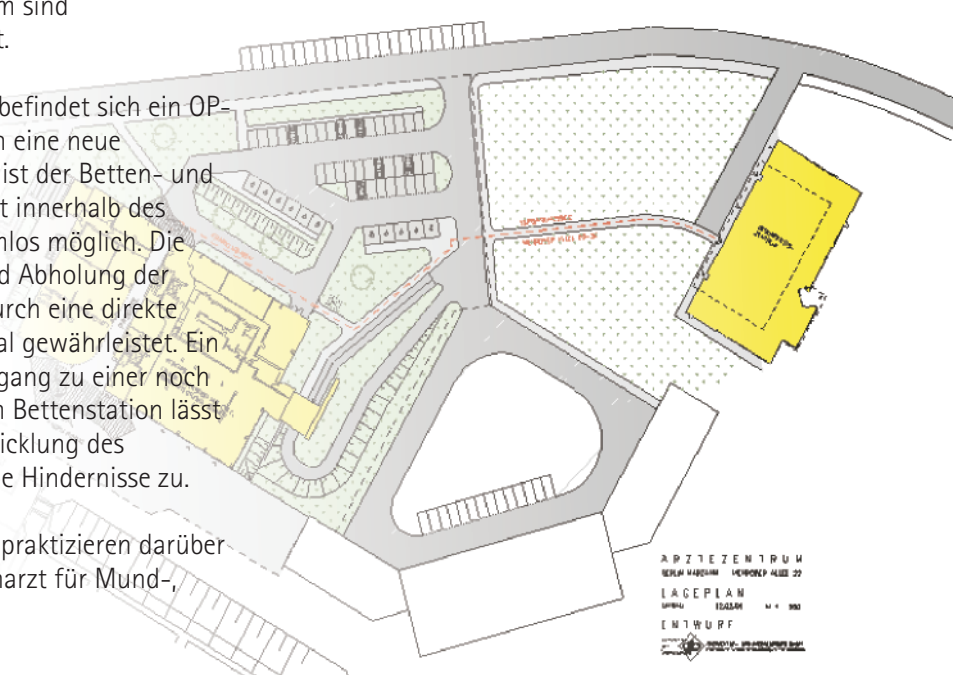 m sind
t.
befindet sich ein OP-
n eine neue
ist der Betten- und
t innerhalb des
nlos möglich. Die
d Abholung der
urch eine direkte
al gewährleistet. Ein
gang zu einer noch
n Bettenstation lässt
icklung des
e Hindernisse zu.
praktizieren darüber
narzt für Mund-,
ARZTEZENTRUM
LAGEPLAN
ENTWURF